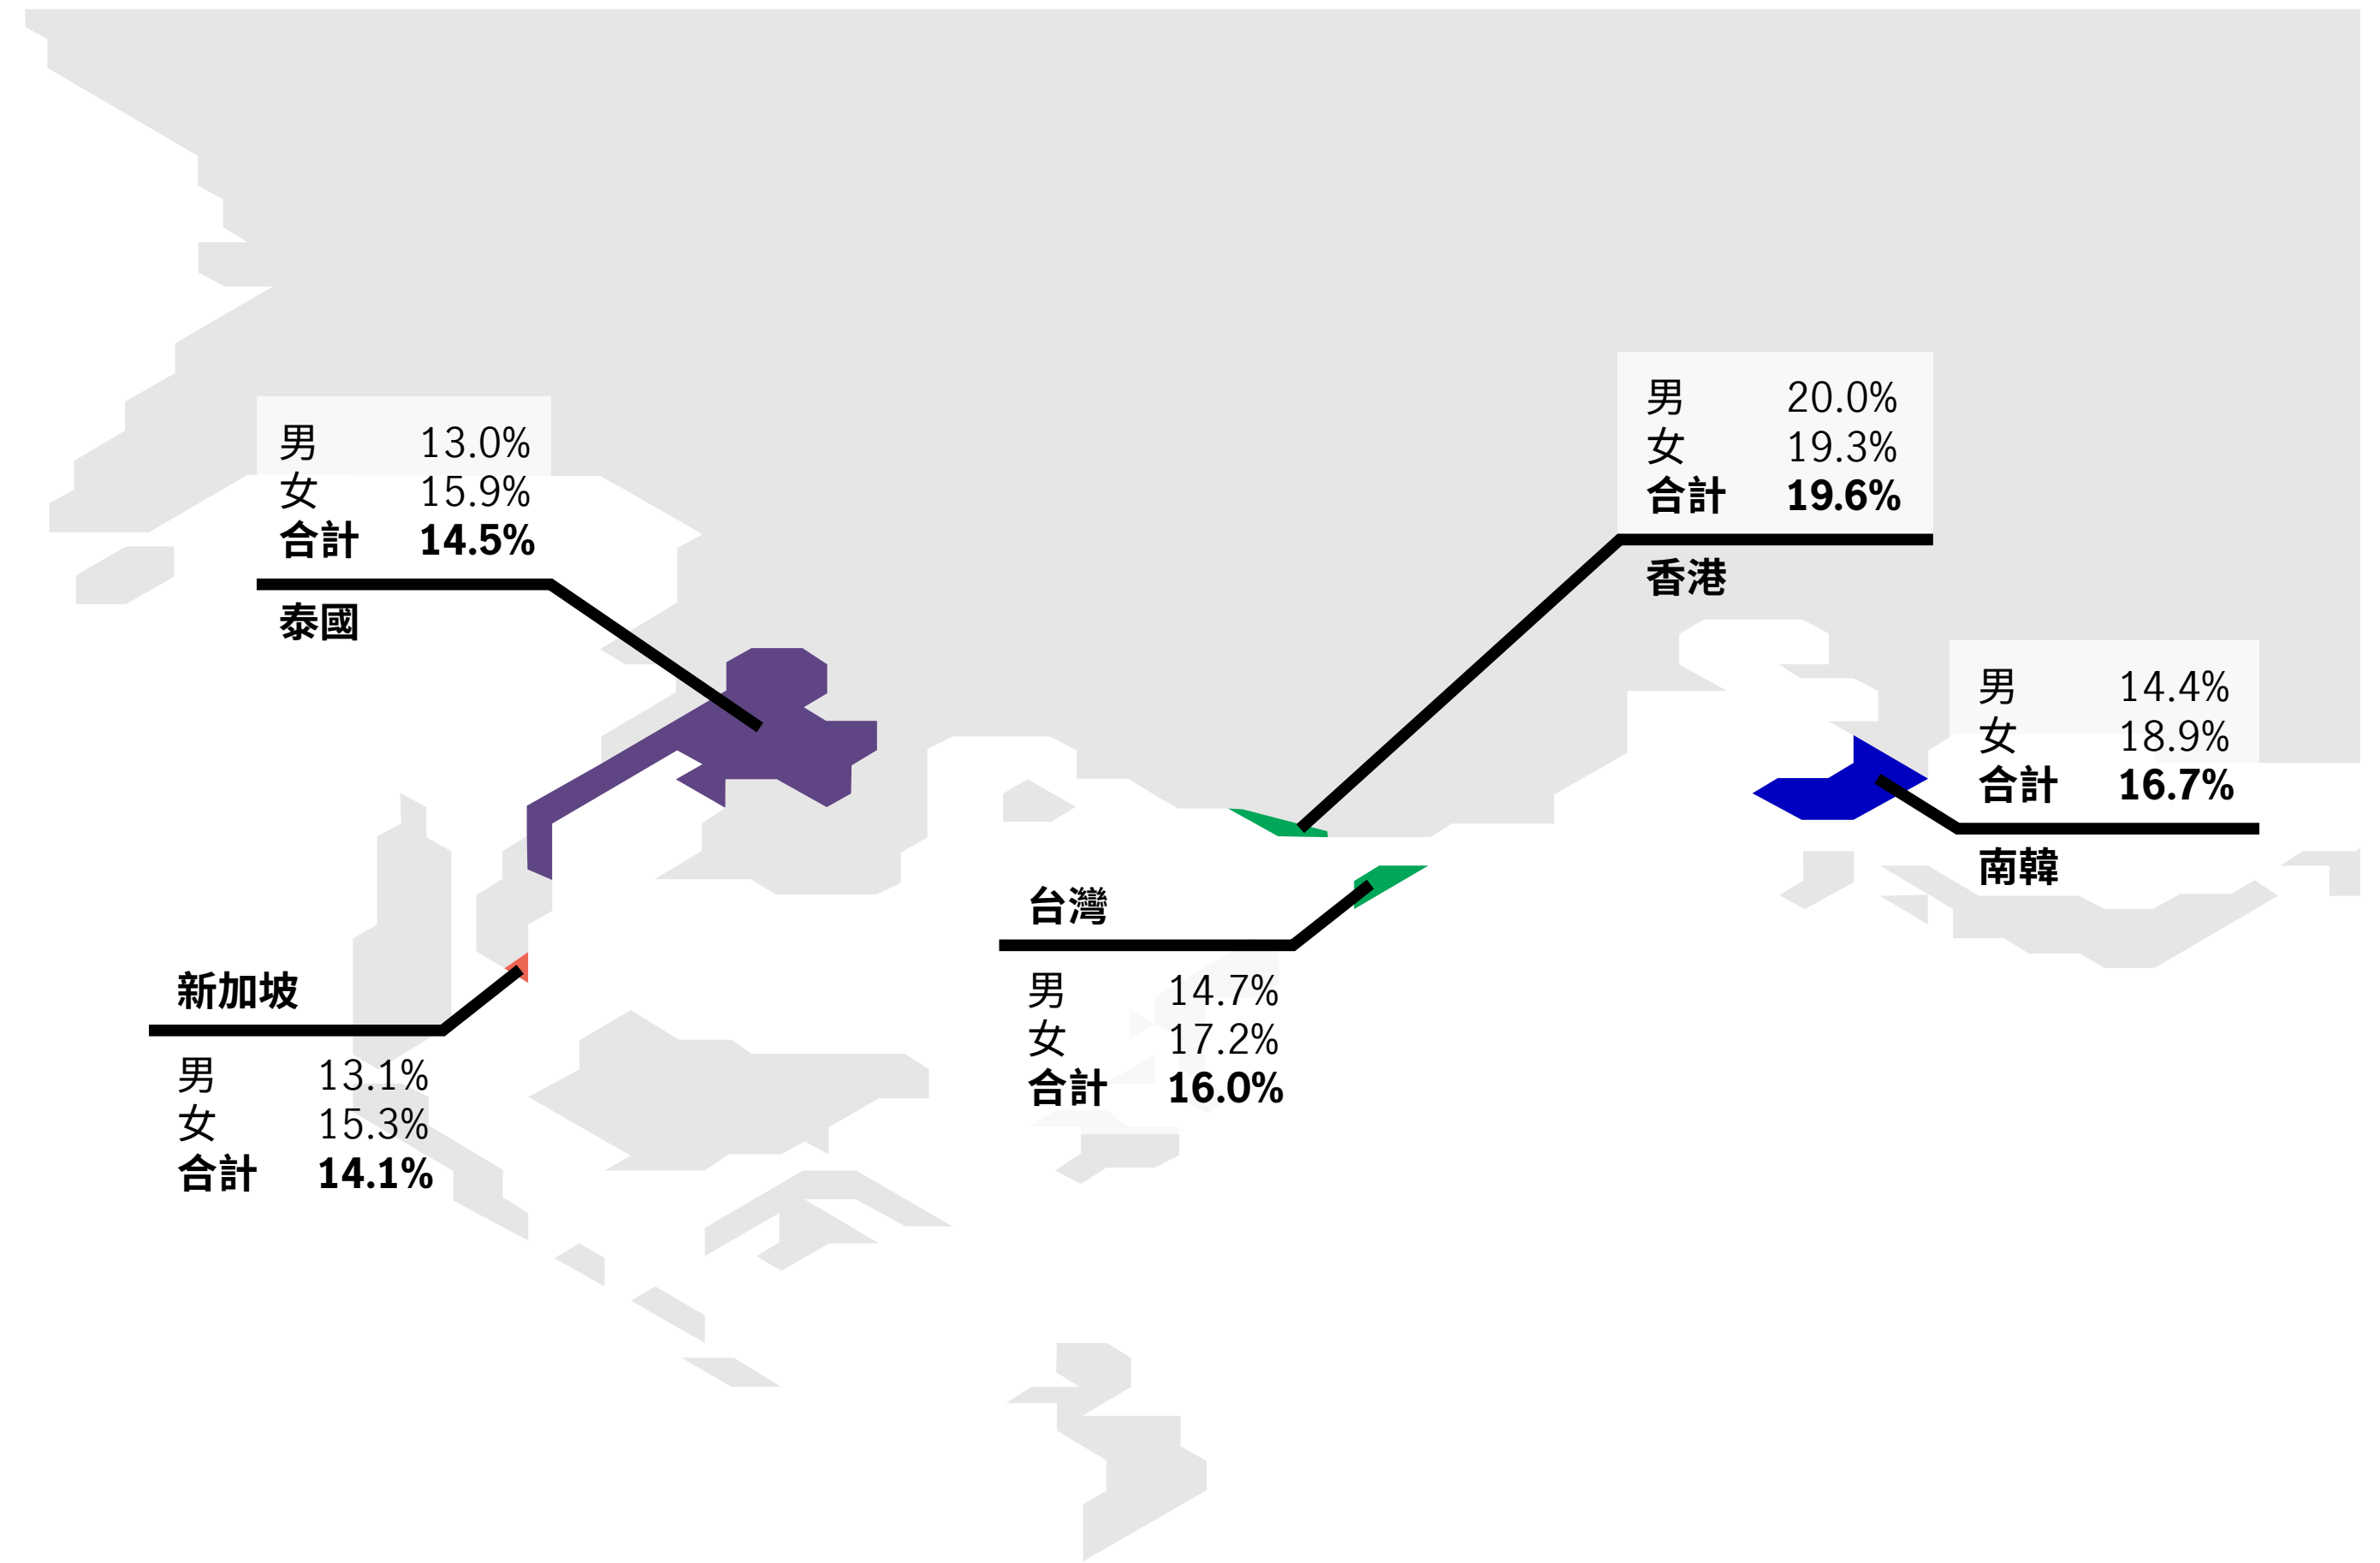 男 20.0%
女 19.3%
合計 19.6%
香港
男 13.0%
女 15.9%
合計 14.5%
泰國
男 14.4%
女 18.9%
合計 16.7%
南韓
台灣
男 14.7%
女 17.2%
合計 16.0%
新加坡
男 13.1%
女 15.3%
合計 14.1%